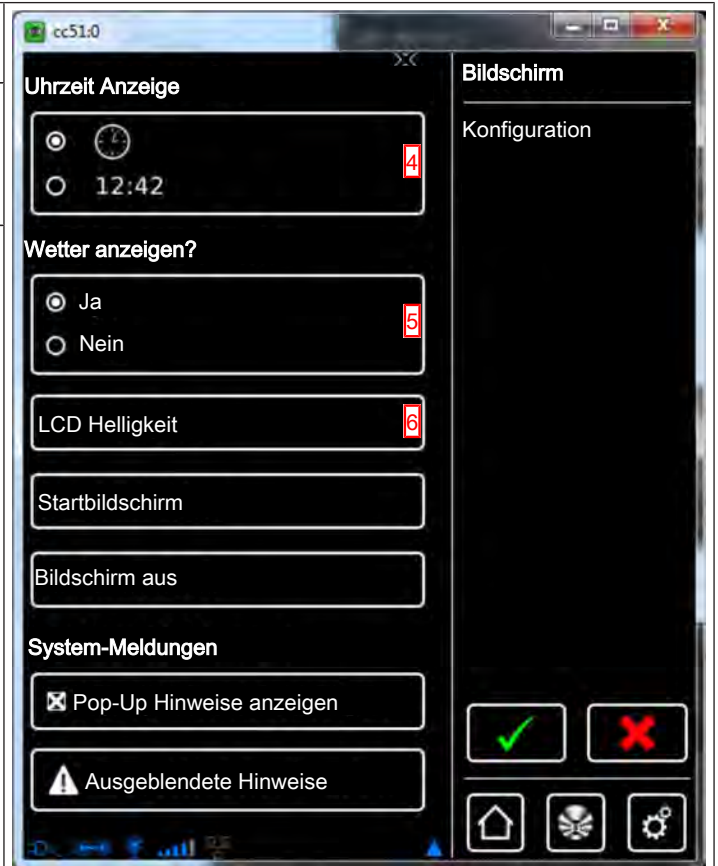 cc51:0
Uhrzeit Anzeige
4
12:42
Wetter anzeigen?
Ja
5
Nein
LCD Helligkeit
6
Startbildschirm
Bildschirm aus
System-Meldungen
Pop-Up Hinweise anzeigen
Ausgeblendete Hinweise
Bildschirm
Konfiguration